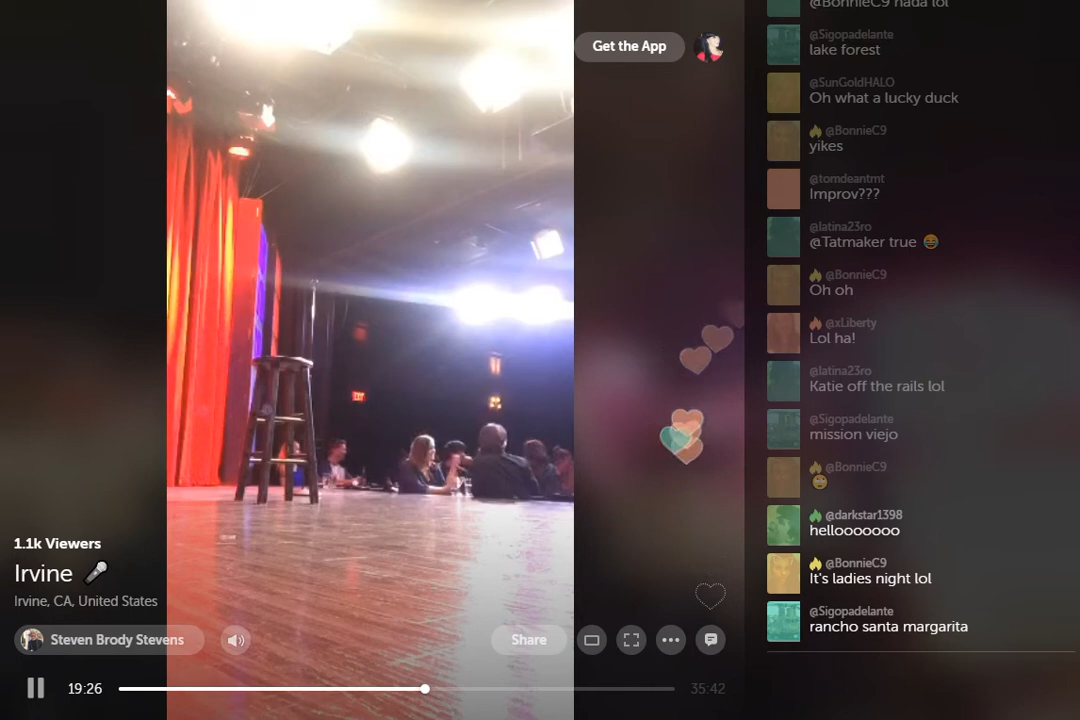 Get the App
@BonnieC9 nada lol
@Sigopadelante
lake forest
@SunGoldHALO
Oh what a lucky duck
@BonnieC9
yikes
@tomdeantmt
Improv???
@latina23ro
@Tatmaker true 😂
@BonnieC9
Oh oh
@xLiberty
Lol ha!
@latina23ro
Katie off the rails lol
@Sigopadelante
mission viejo
@BonnieC9
🙄
@darkstar1398
hellooooooo
@BonnieC9
It's ladies night lol
@Sigopadelante
rancho santa margarita
EXIT
1.1k Viewers
Irvine 🎤
Irvine, CA, United States
Steven Brody Stevens
Share
19:26
35:42